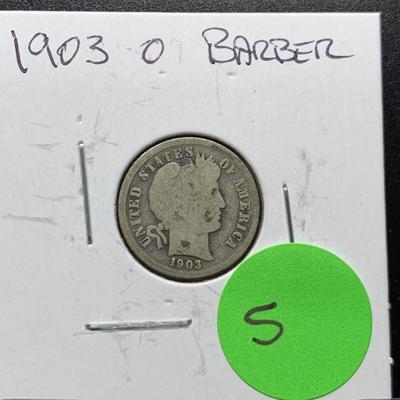 1903 O BARBER
UNITED STATES OF AMERICA
1903
S